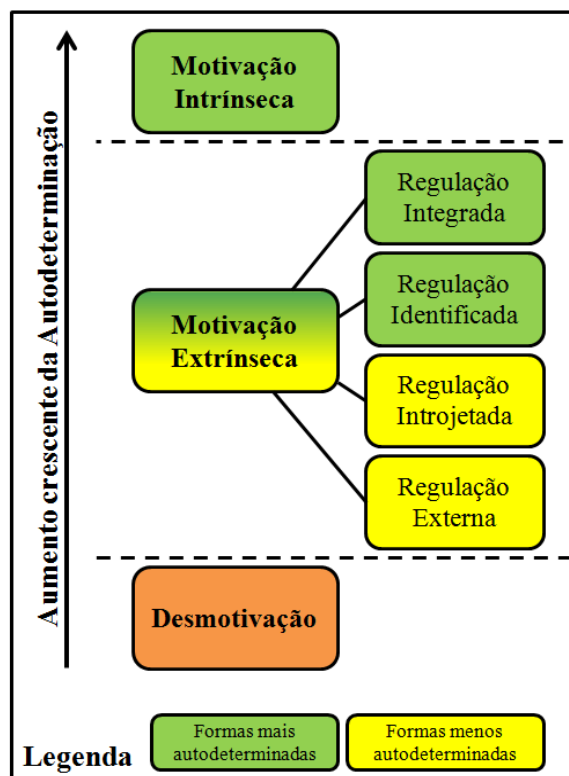 Aumento crescente da Autodeterminação
Motivação
Intrínseca
Regulação
Integrada
Regulação
Identificada
Motivação
Extrínseca
Regulação
Introjetada
Regulação
Externa
Desmotivação
Legenda
Formas mais
autodeterminadas
Formas menos
autodeterminadas